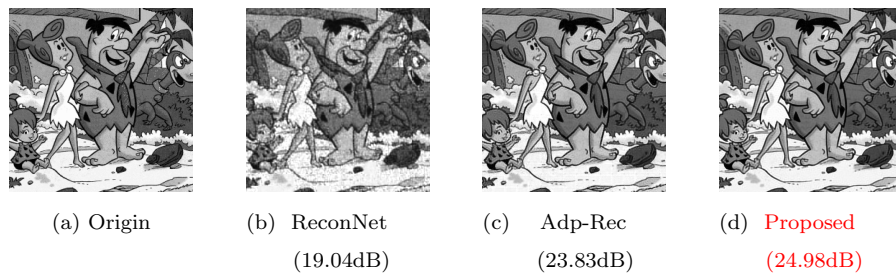 (a) Origin
(b) ReconNet
(19.04dB)
(c) Adp-Rec
(23.83dB)
(d) Proposed
(24.98dB)